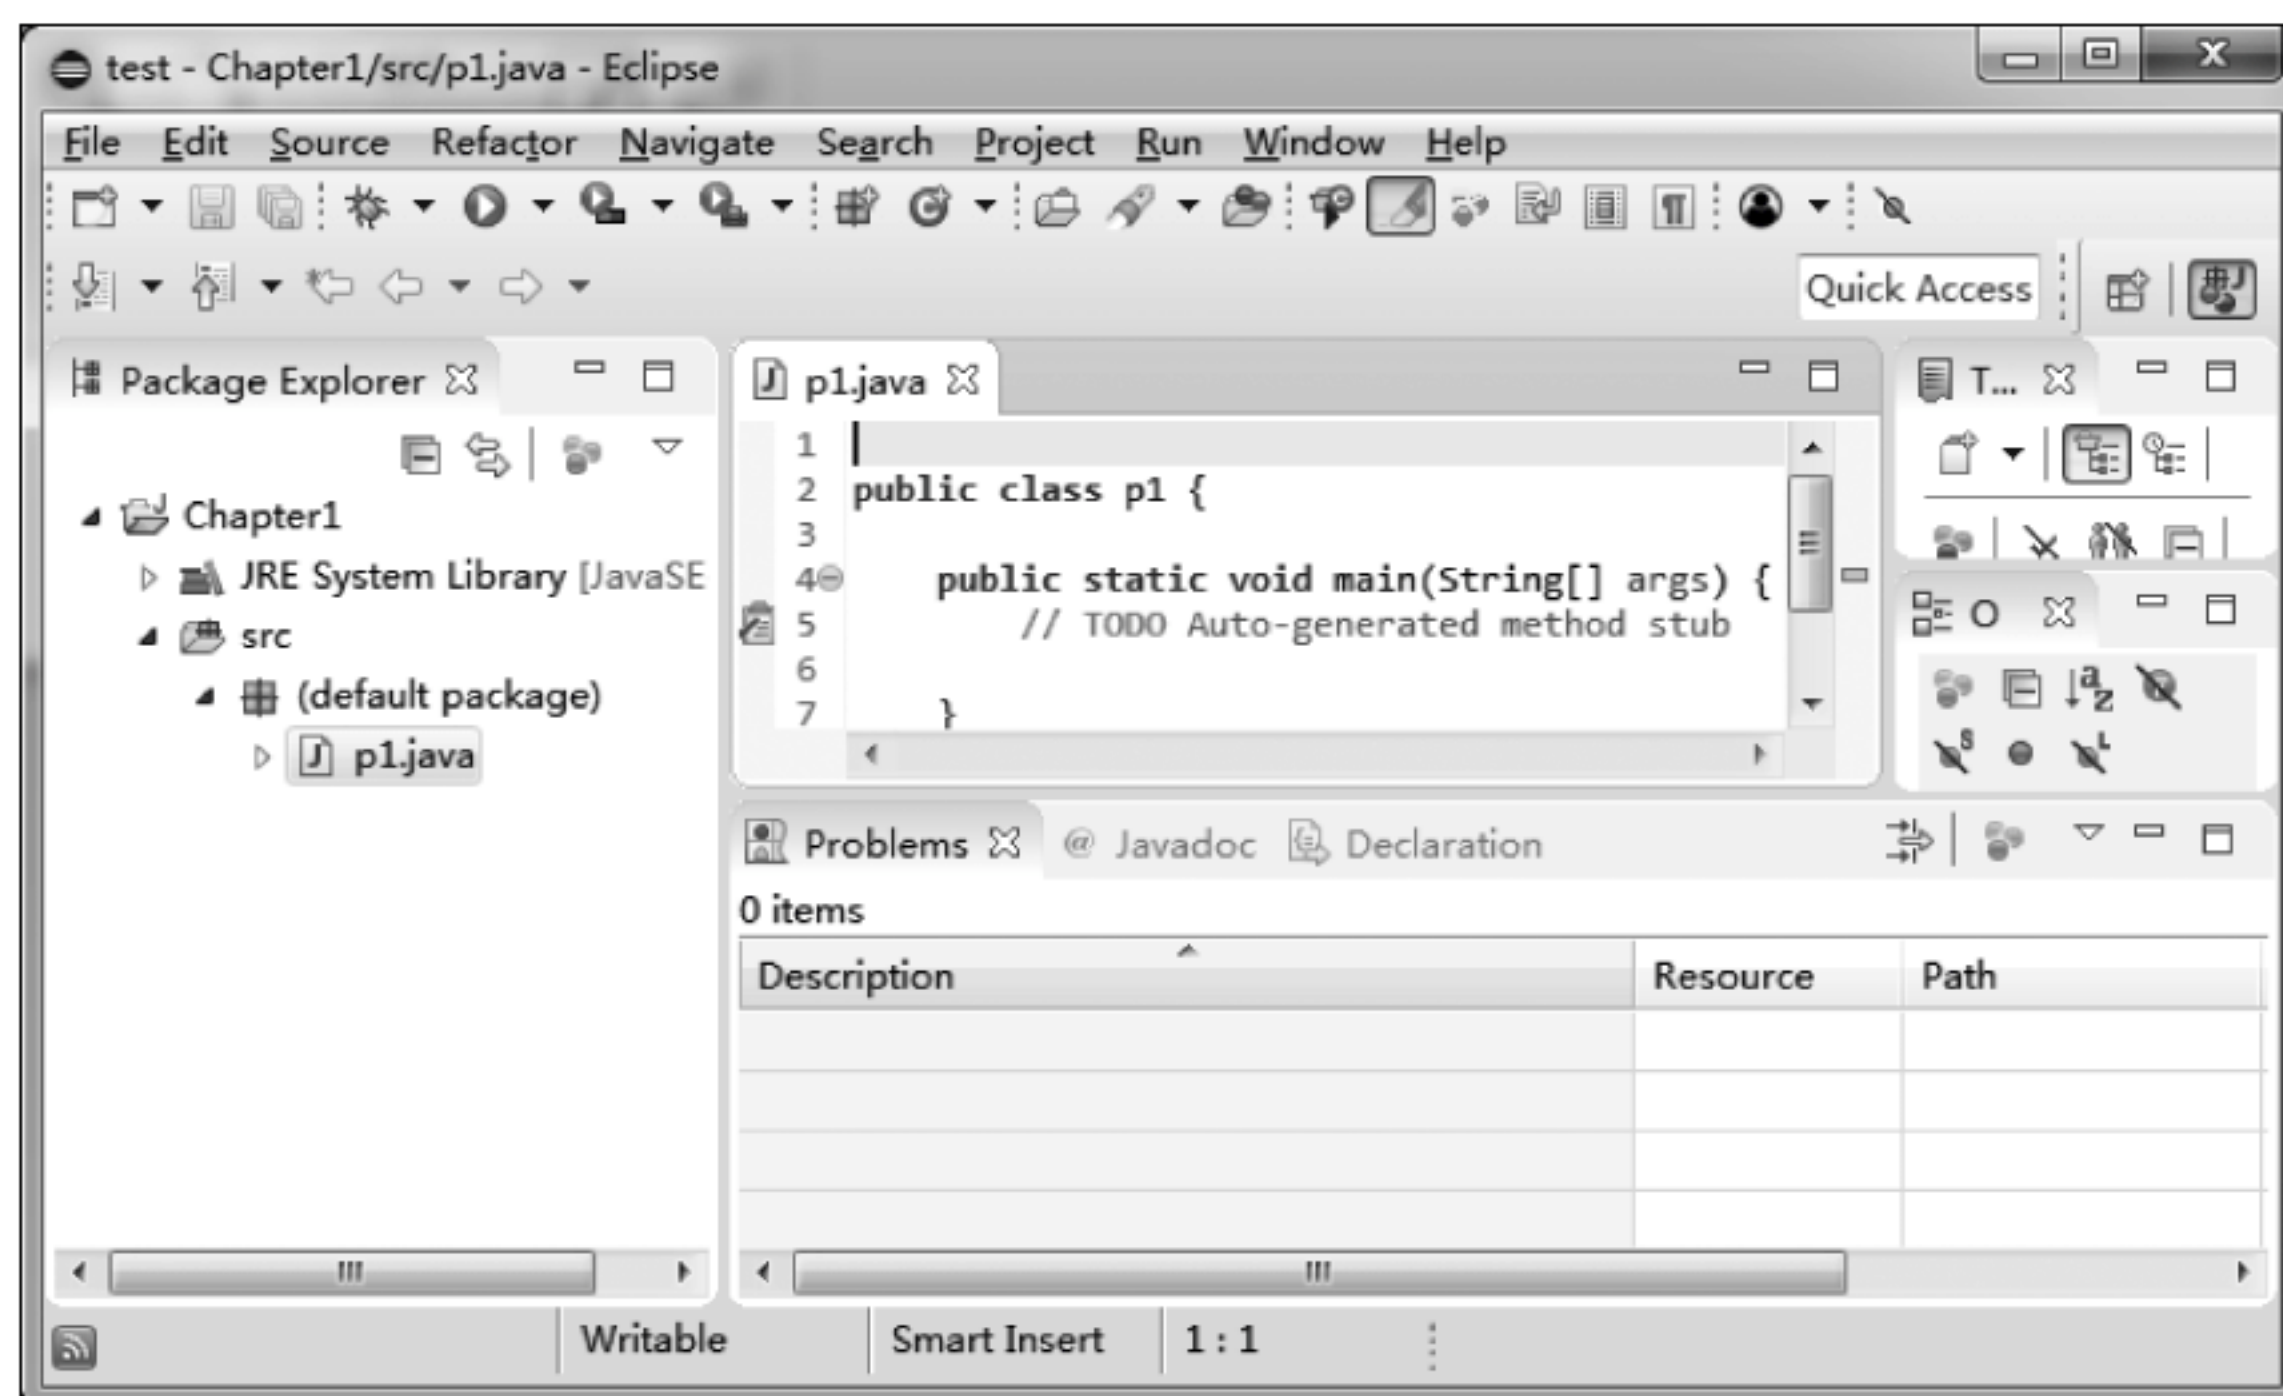 test - Chapter1/src/p1.java - Eclipse
File Edit Source Refactor Navigate Search Project Run Window Help
Quick Access
Package Explorer
Chapter1
JRE System Library [JavaSE
src
(default package)
p1.java
p1.java
1
2 public class p1 {
3
4 public static void main(String[] args) {
5 // TODO Auto-generated method stub
6
7 }
T...
O
Problems @ Javadoc Declaration
0 items
Description Resource Path
Writable Smart Insert 1 : 1